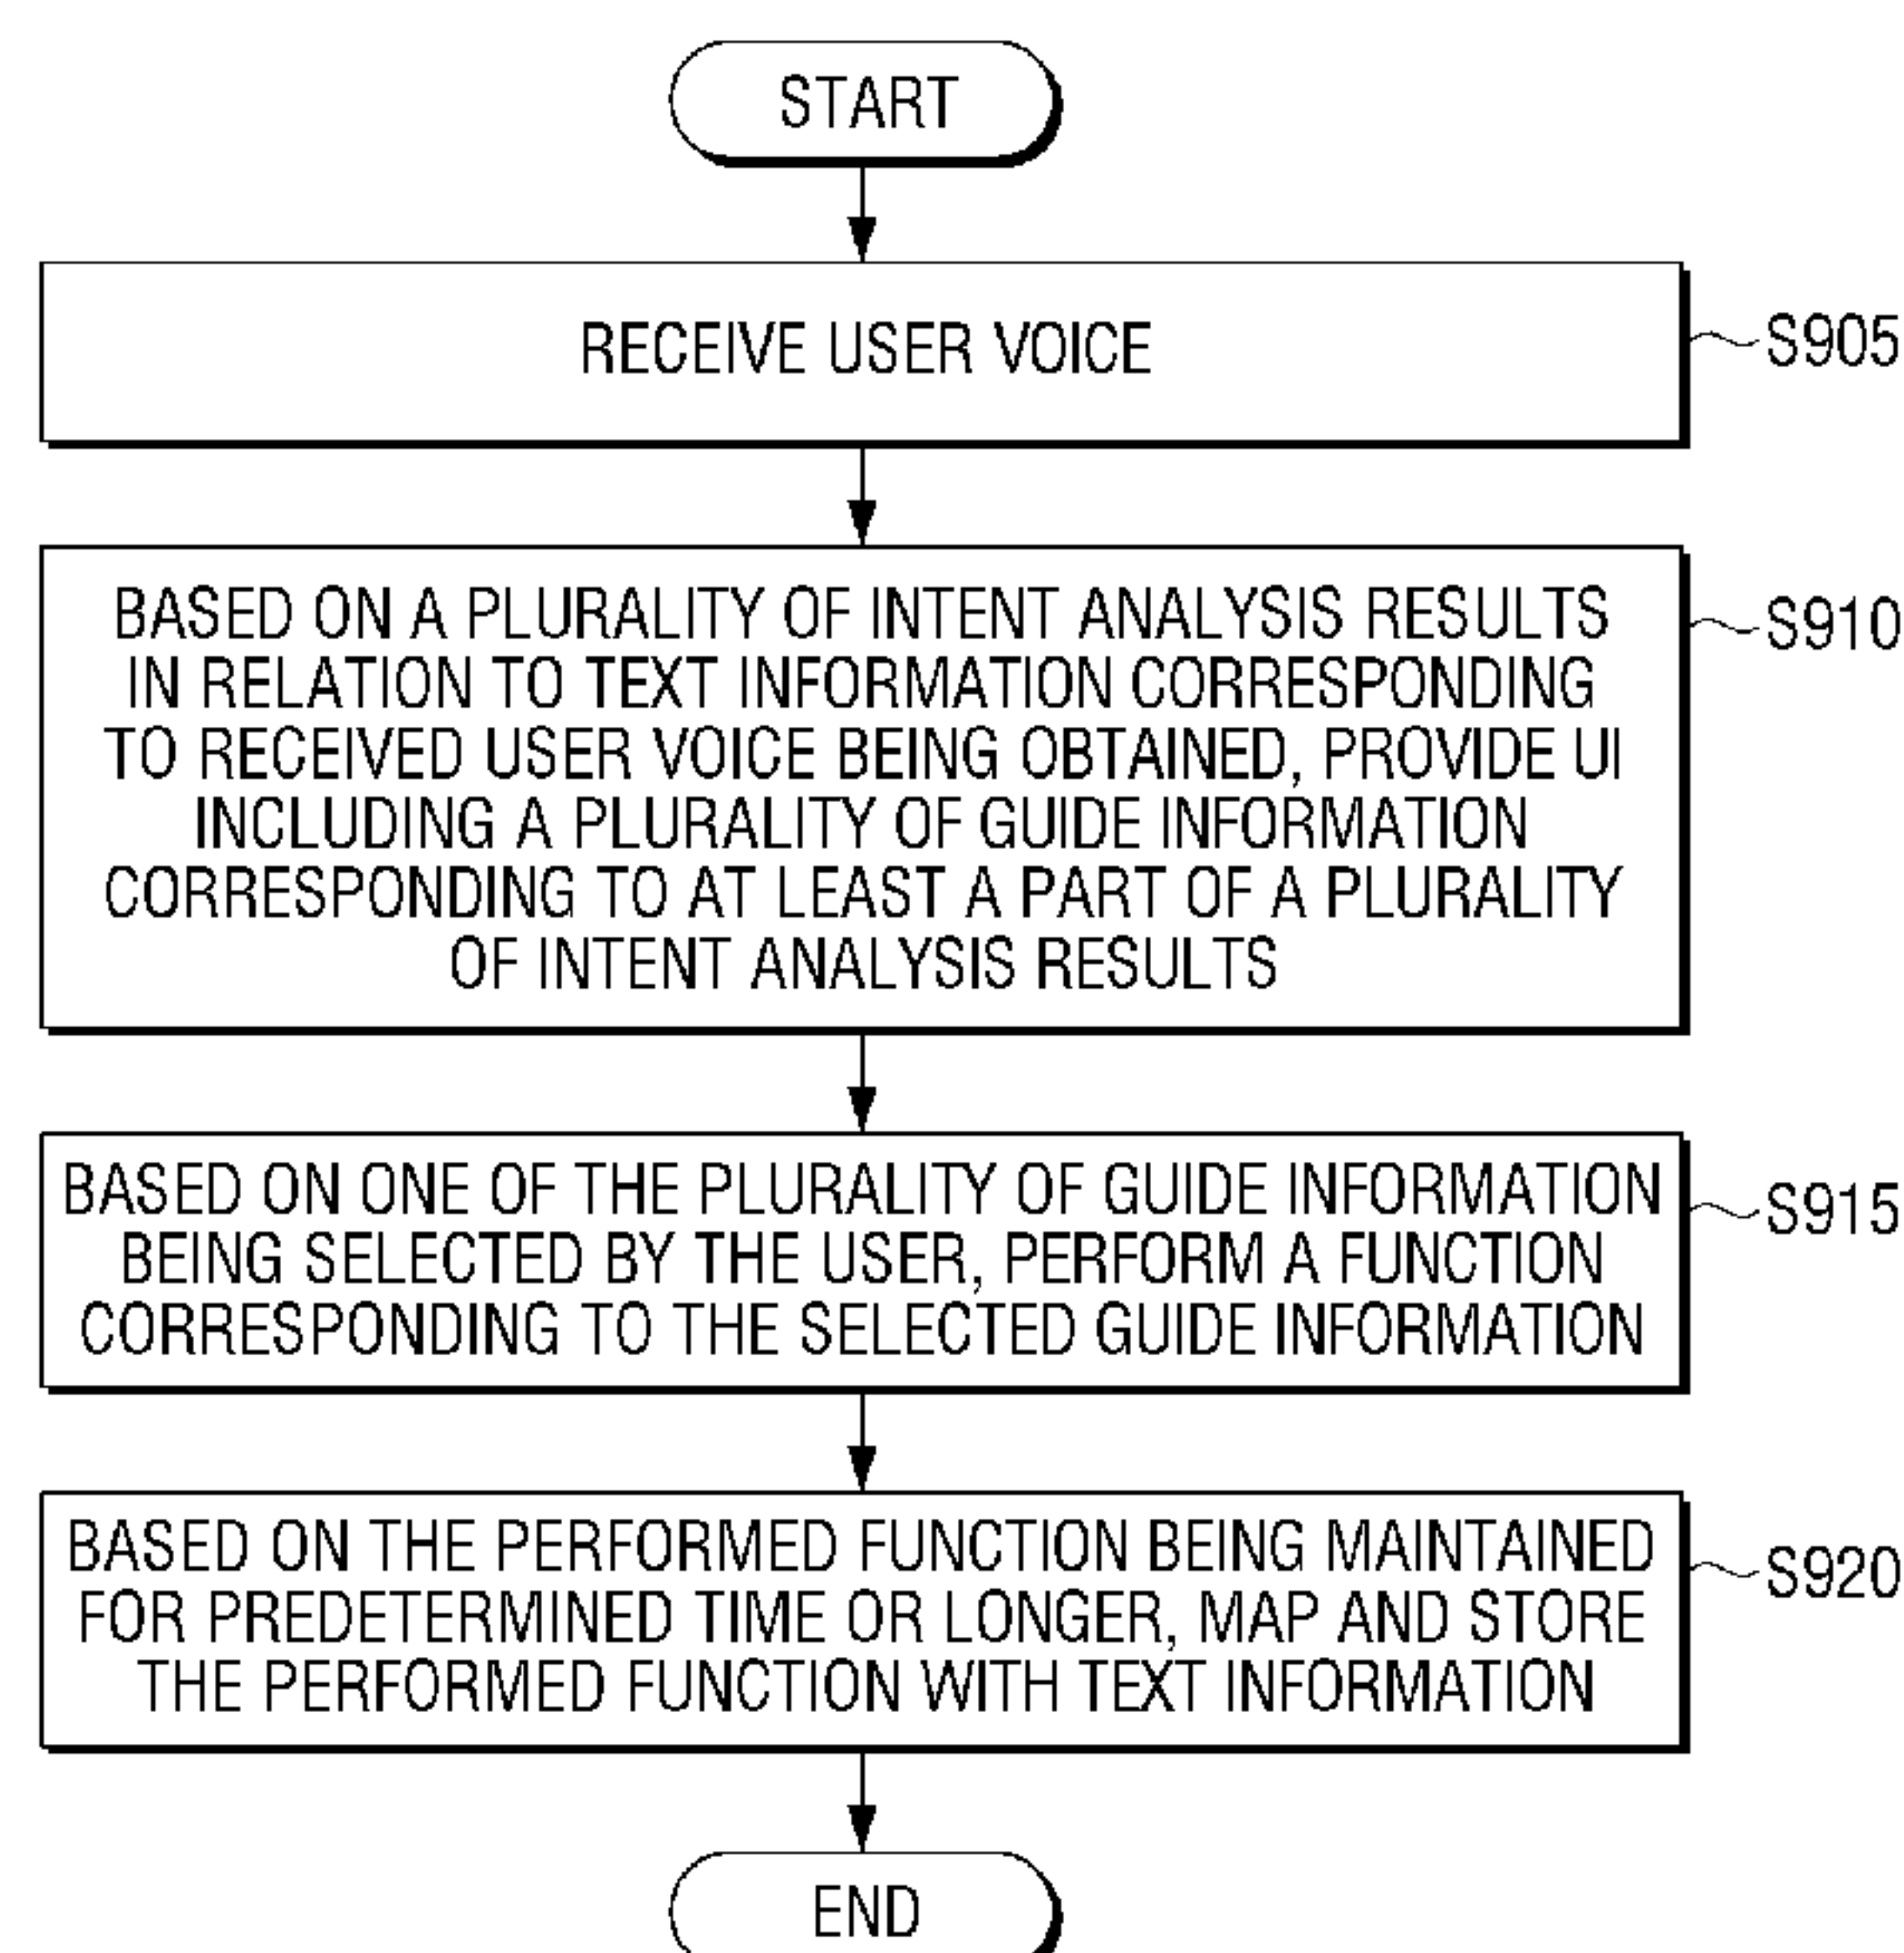 START
RECEIVE USER VOICE
S905
BASED ON A PLURALITY OF INTENT ANALYSIS RESULTS
IN RELATION TO TEXT INFORMATION CORRESPONDING
TO RECEIVED USER VOICE BEING OBTAINED, PROVIDE UI
INCLUDING A PLURALITY OF GUIDE INFORMATION
CORRESPONDING TO AT LEAST A PART OF A PLURALITY
OF INTENT ANALYSIS RESULTS
S910
BASED ON ONE OF THE PLURALITY OF GUIDE INFORMATION
BEING SELECTED BY THE USER, PERFORM A FUNCTION
CORRESPONDING TO THE SELECTED GUIDE INFORMATION
S915
BASED ON THE PERFORMED FUNCTION BEING MAINTAINED
FOR PREDETERMINED TIME OR LONGER, MAP AND STORE
THE PERFORMED FUNCTION WITH TEXT INFORMATION
S920
END